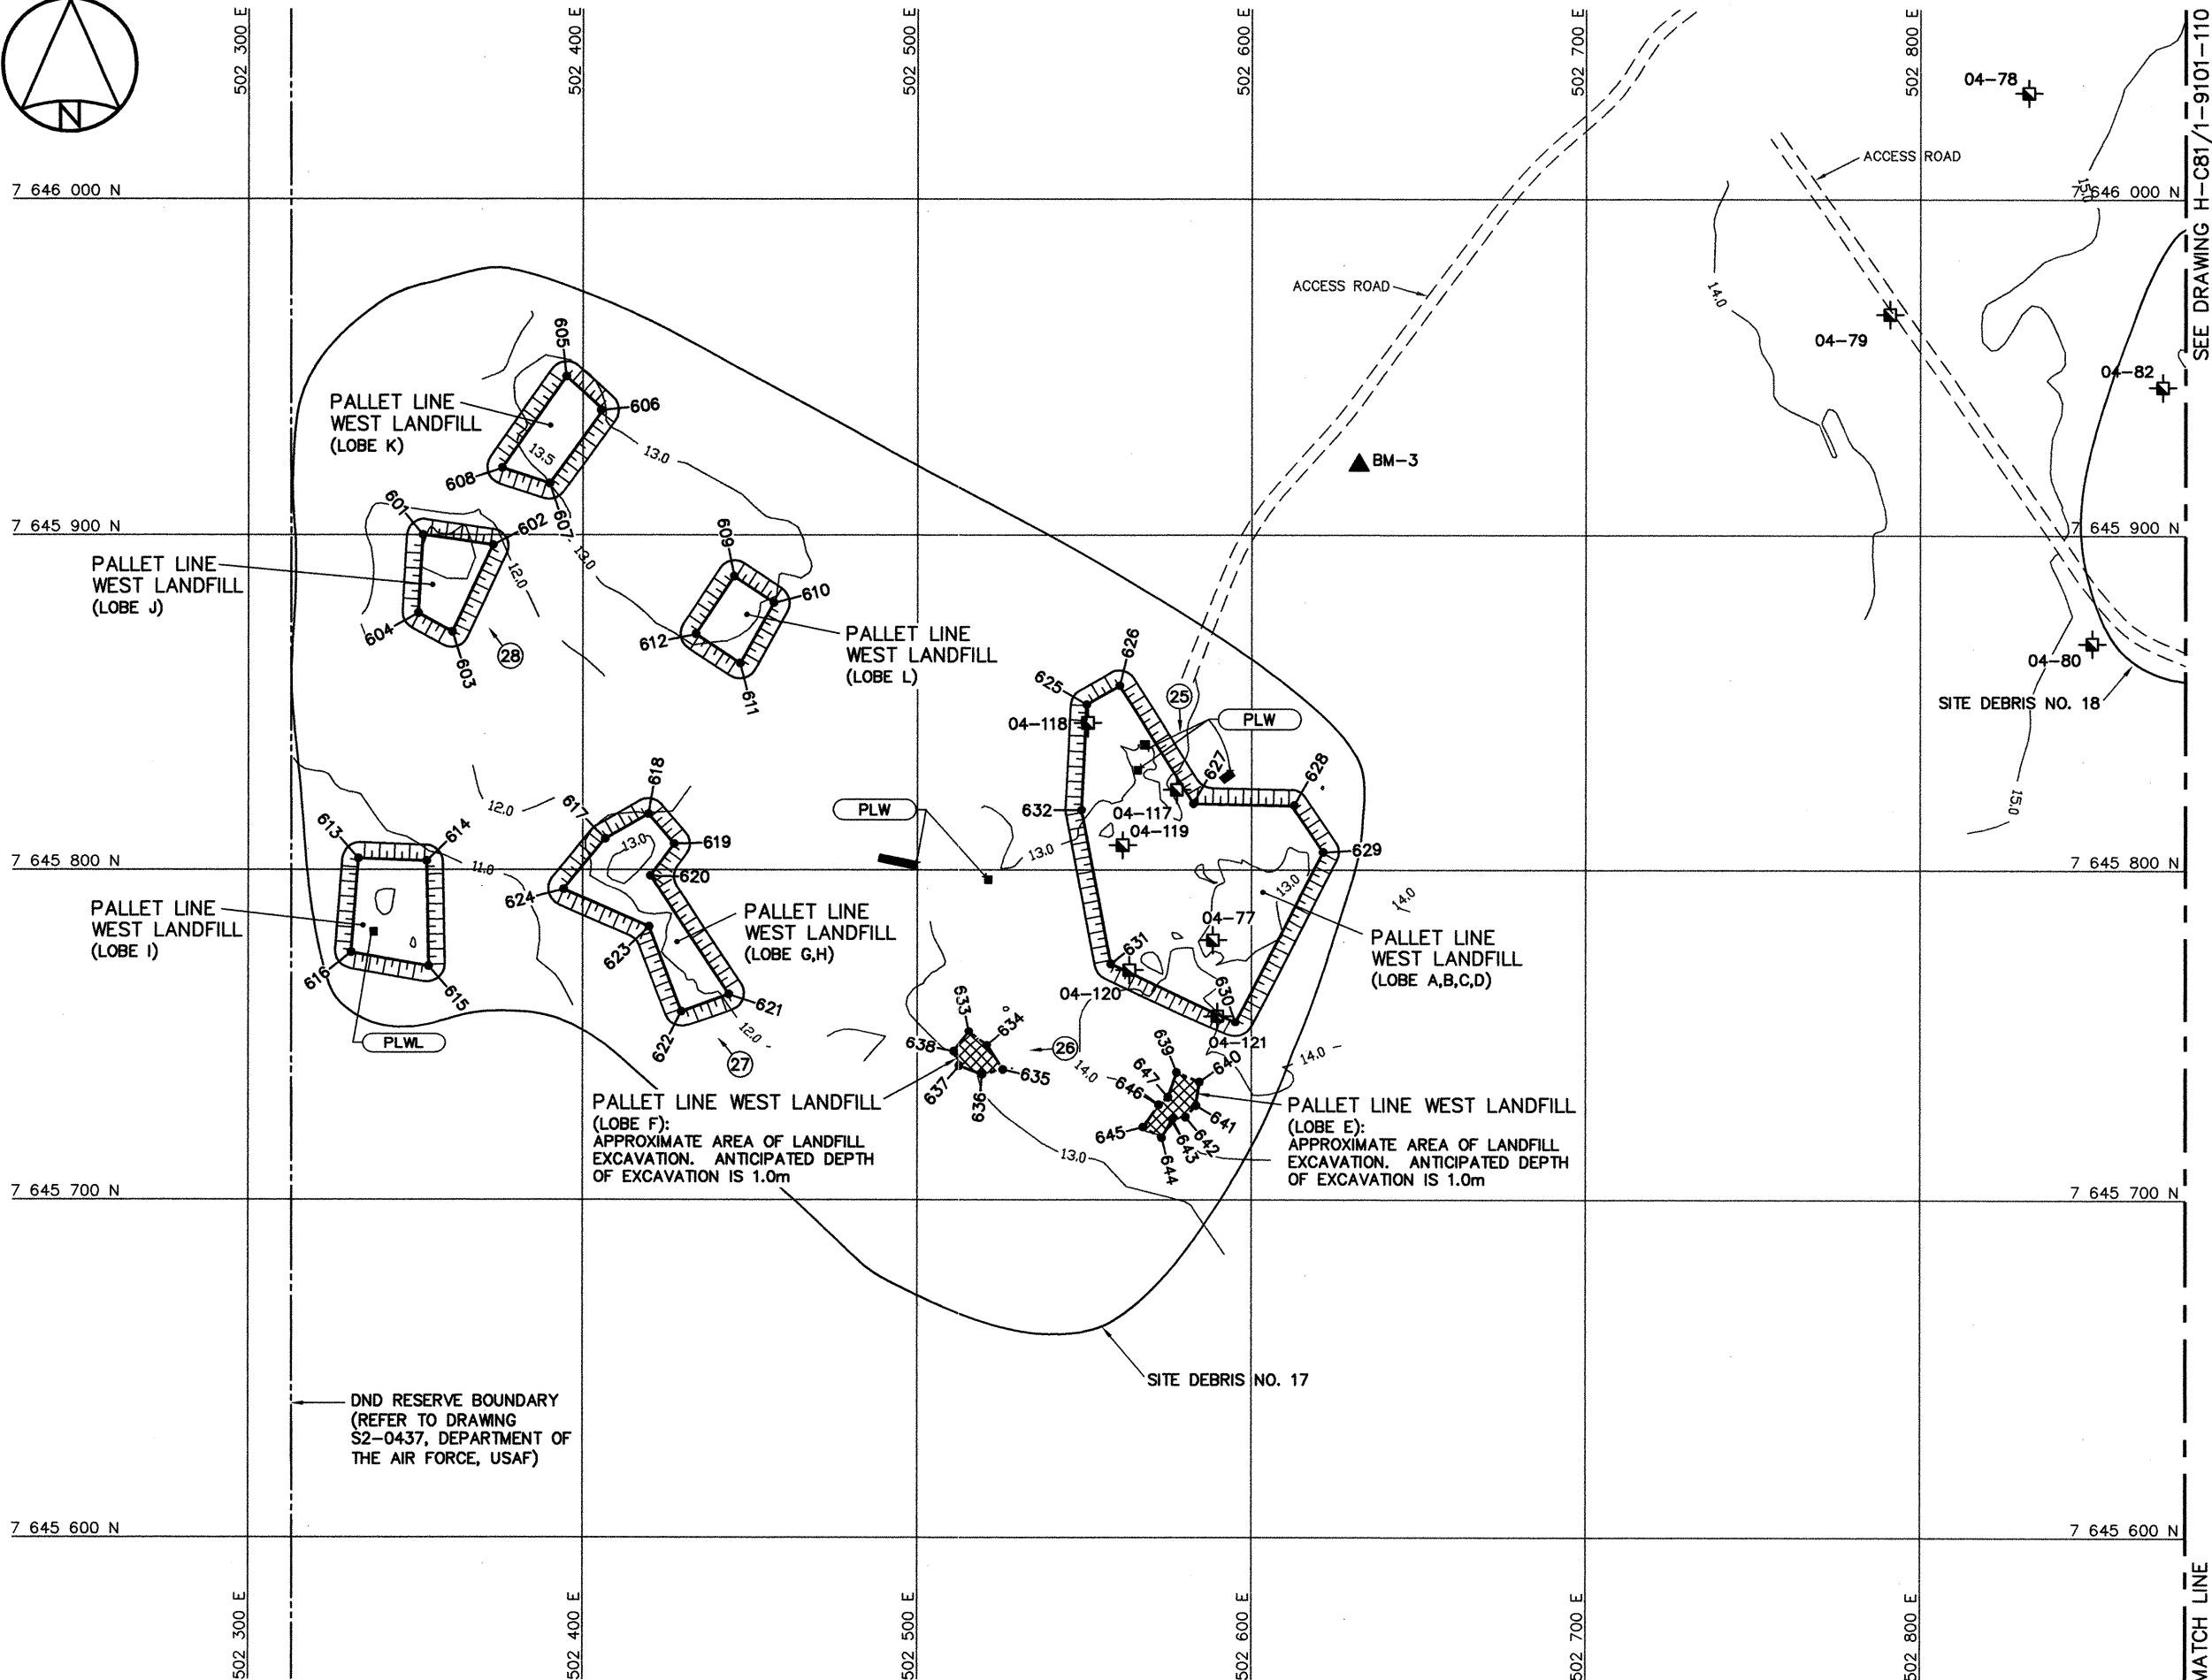 502 300 E
502 400 E
502 500 E
502 600 E
502 700 E
502 800 E
N
SEE DRAWING H-C81/1-9101-110
04-78
ACCESS ROAD
7 646 000 N
15.0
7 646 000 N
ACCESS ROAD
14.0
04-79
04-82
605
606
PALLET LINE
WEST LANDFILL
(LOBE K)
13.5
13.0
608
607
BM-3
601
602
7 645 900 N
7 645 900 N
13.0
12.0
PALLET LINE
WEST LANDFILL
(LOBE J)
604
603
28
609
610
612
611
PALLET LINE
WEST LANDFILL
(LOBE L)
626
625
25
04-118
PLW
04-80
SITE DEBRIS NO. 18
15.0
627
628
632
04-117
04-119
629
618
617
12.0
PLW
613
614
13.0
619
13.0
7 645 800 N
7 645 800 N
11.0
620
624
13.0
14.0
PALLET LINE
WEST LANDFILL
(LOBE I)
PALLET LINE
WEST LANDFILL
(LOBE G,H)
04-77
PALLET LINE
WEST LANDFILL
(LOBE A,B,C,D)
623
616
615
631
04-120
630
621
622
12.0
27
PLWL
633
634
638
26
635
637
636
04-121
639
640
14.0
14.0
647
646
641
645
642
643
644
PALLET LINE WEST LANDFILL
(LOBE F):
APPROXIMATE AREA OF LANDFILL
EXCAVATION. ANTICIPATED DEPTH
OF EXCAVATION IS 1.0m
PALLET LINE WEST LANDFILL
(LOBE E):
APPROXIMATE AREA OF LANDFILL
EXCAVATION. ANTICIPATED DEPTH
OF EXCAVATION IS 1.0m
13.0
7 645 700 N
7 645 700 N
SITE DEBRIS NO. 17
DND RESERVE BOUNDARY
(REFER TO DRAWING
S2-0437, DEPARTMENT OF
THE AIR FORCE, USAF)
7 645 600 N
7 645 600 N
502 300 E
502 400 E
502 500 E
502 600 E
502 700 E
502 800 E
MATCH LINE